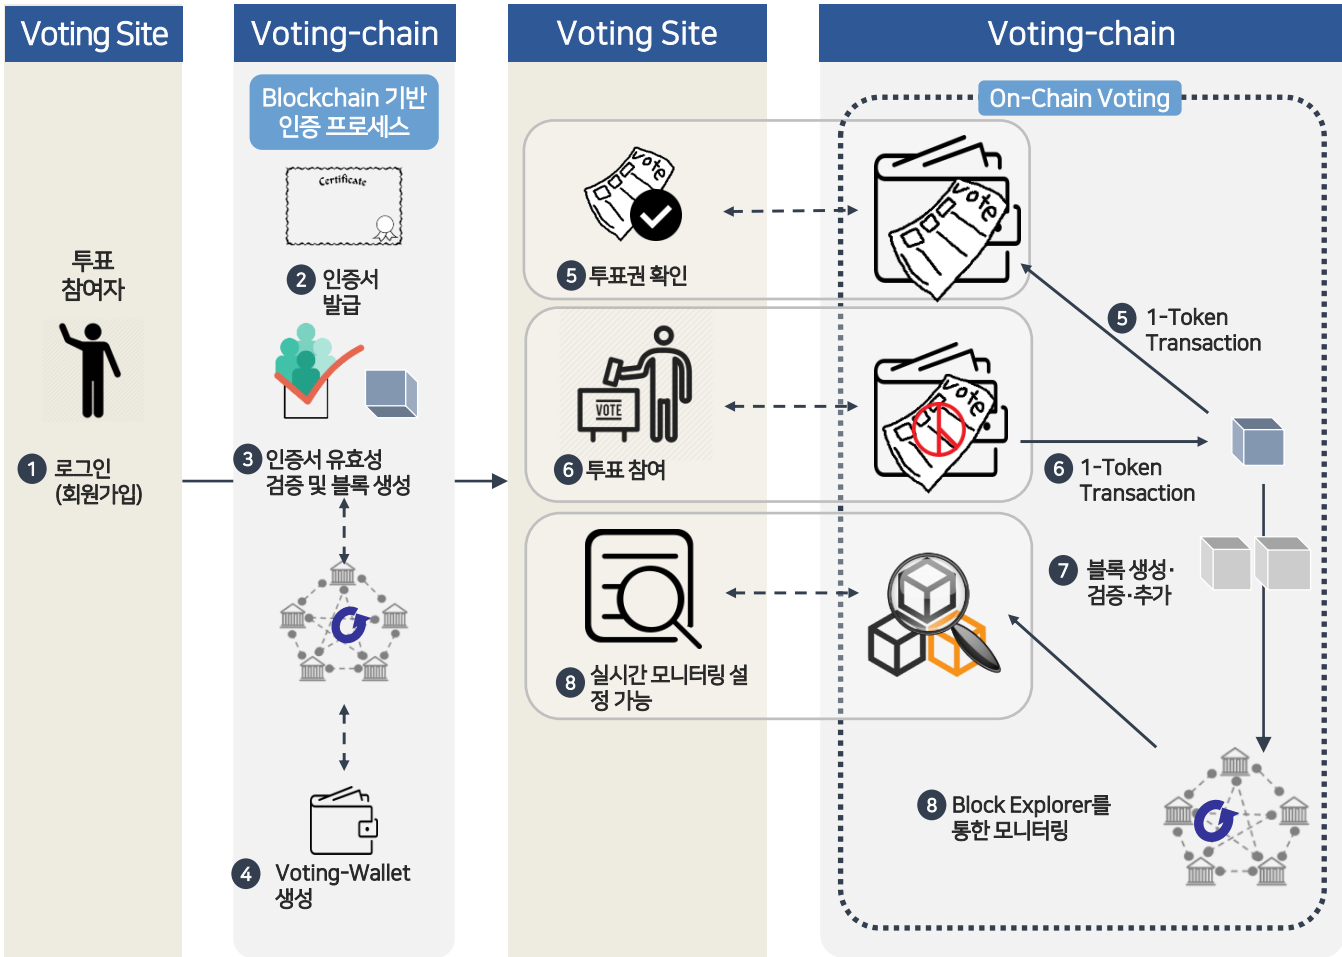 Voting Site
Voting-chain
Voting Site
Voting-chain
Blockchain 기반
인증 프로세스
On-Chain Voting
Certificate
투표
참여자
1 로그인
(회원가입)
2 인증서
발급
3 인증서 유효성
검증 및 블록 생성
4 Voting-Wallet
생성
vote
5 투표권 확인
vote
5 1-Token
Transaction
VOTE
6 투표 참여
vote
6 1-Token
Transaction
7 블록 생성·
검증·추가
8 실시간 모니터링 설
정 가능
8 Block Explorer를
통한 모니터링